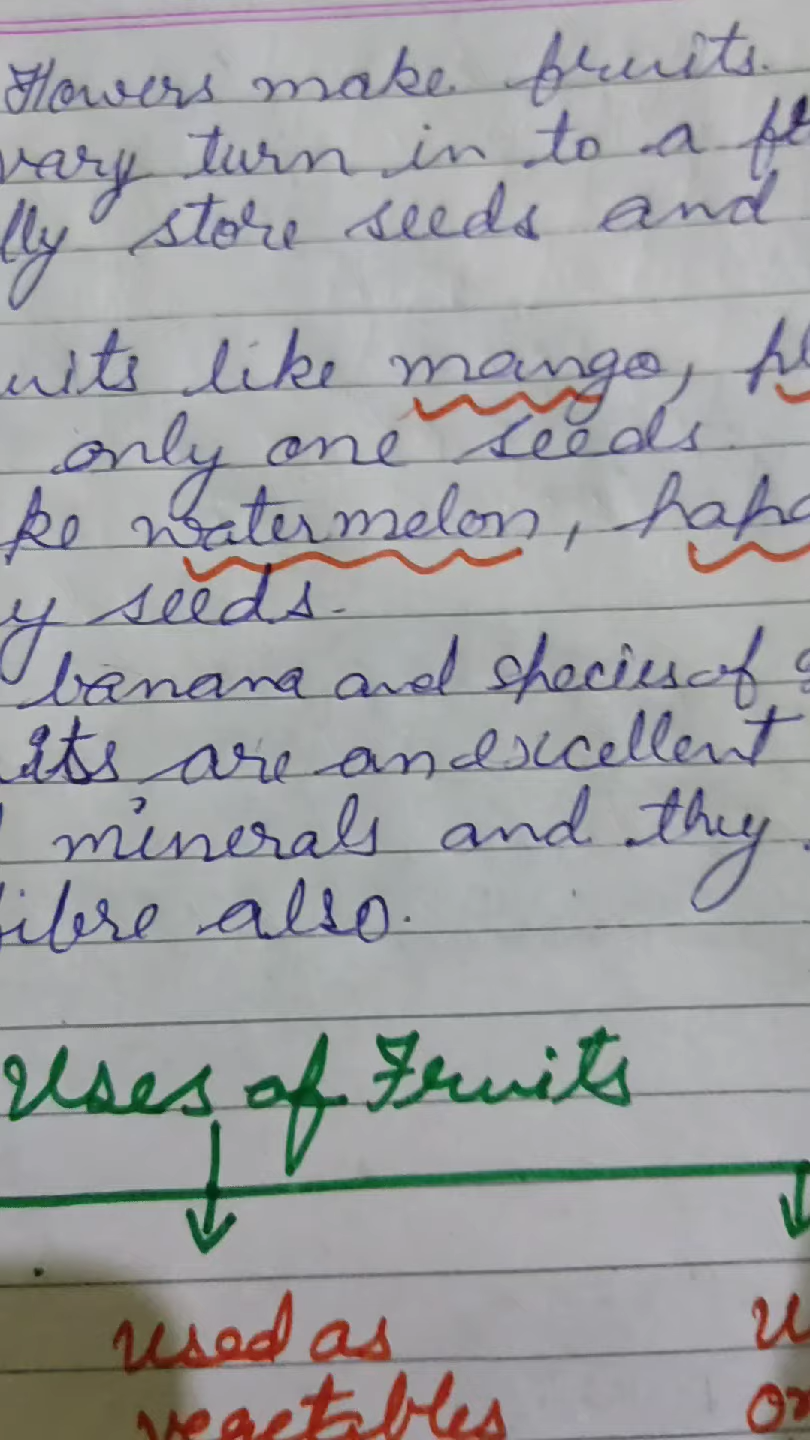 Flowers make fruits.
vary turn in to a
lly store seeds and
uits like mango,
only one seeds
ke watermelon,
y seeds.
banana and species of
its are an excellent
minerals and they
ibre also.
Uses of Fruits
used as
vegetables